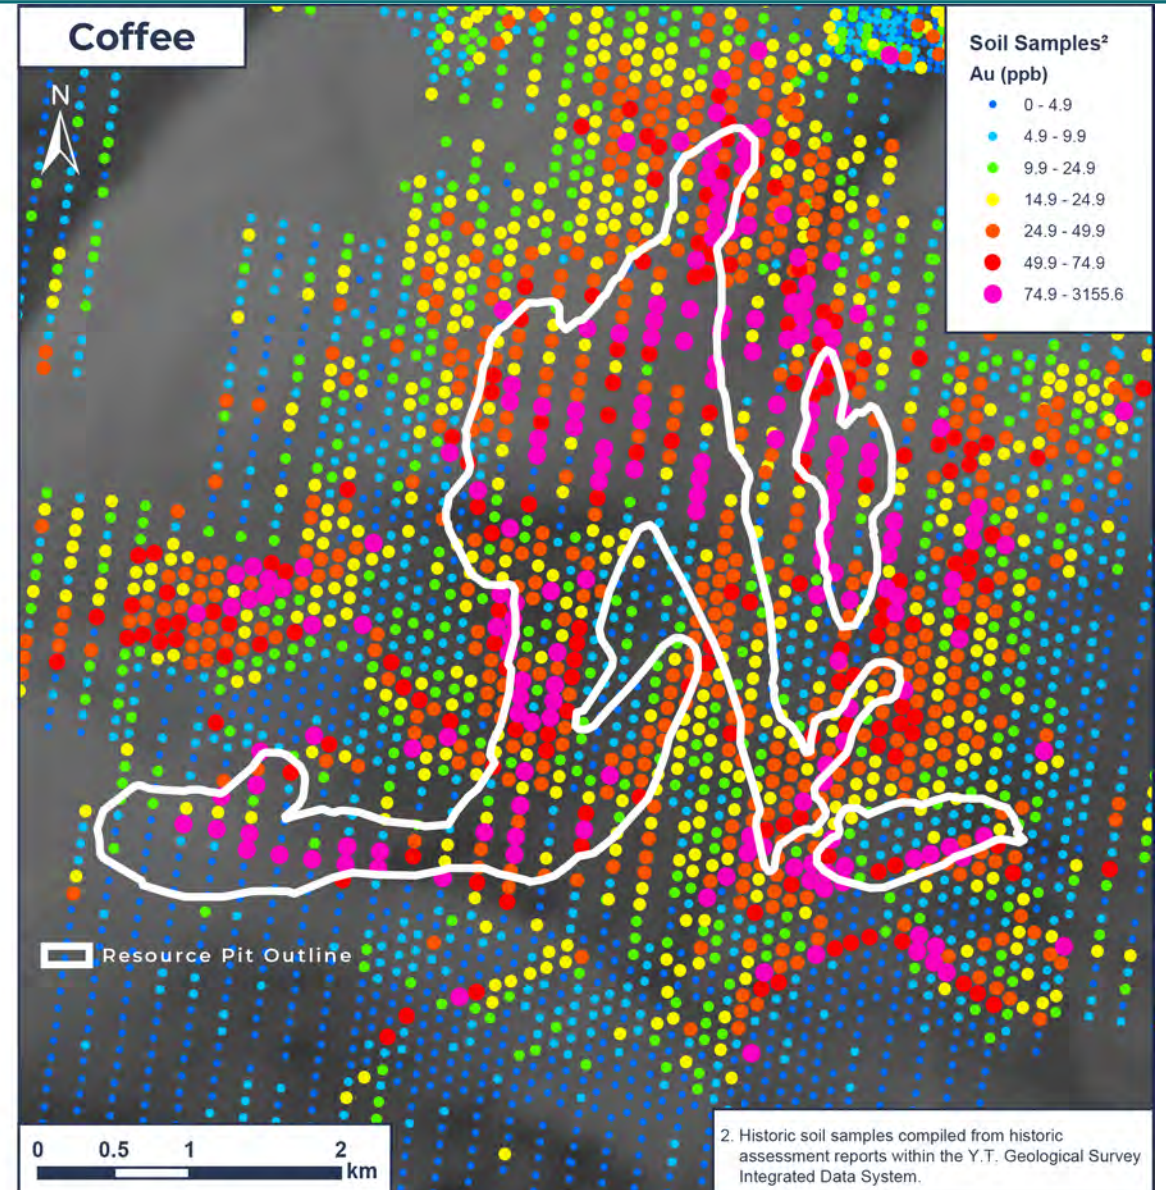 Coffee
N
Soil Samples²
Au (ppb)
0 - 4.9
4.9 - 9.9
9.9 - 24.9
14.9 - 24.9
24.9 - 49.9
49.9 - 74.9
74.9 - 3155.6
Resource Pit Outline
0 0.5 1 2
km
2. Historic soil samples compiled from historic
assessment reports within the Y.T. Geological Survey
Integrated Data System.